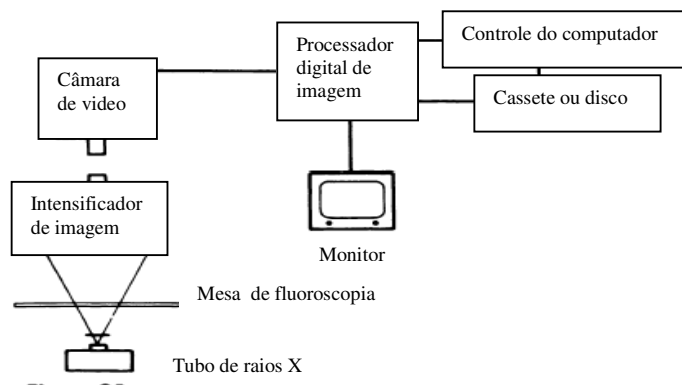 Processador
digital de
imagem
Controle do computador
Câmara
de video
Cassete ou disco
Intensificador
de imagem
Monitor
Mesa de fluoroscopia
Tubo de raios X